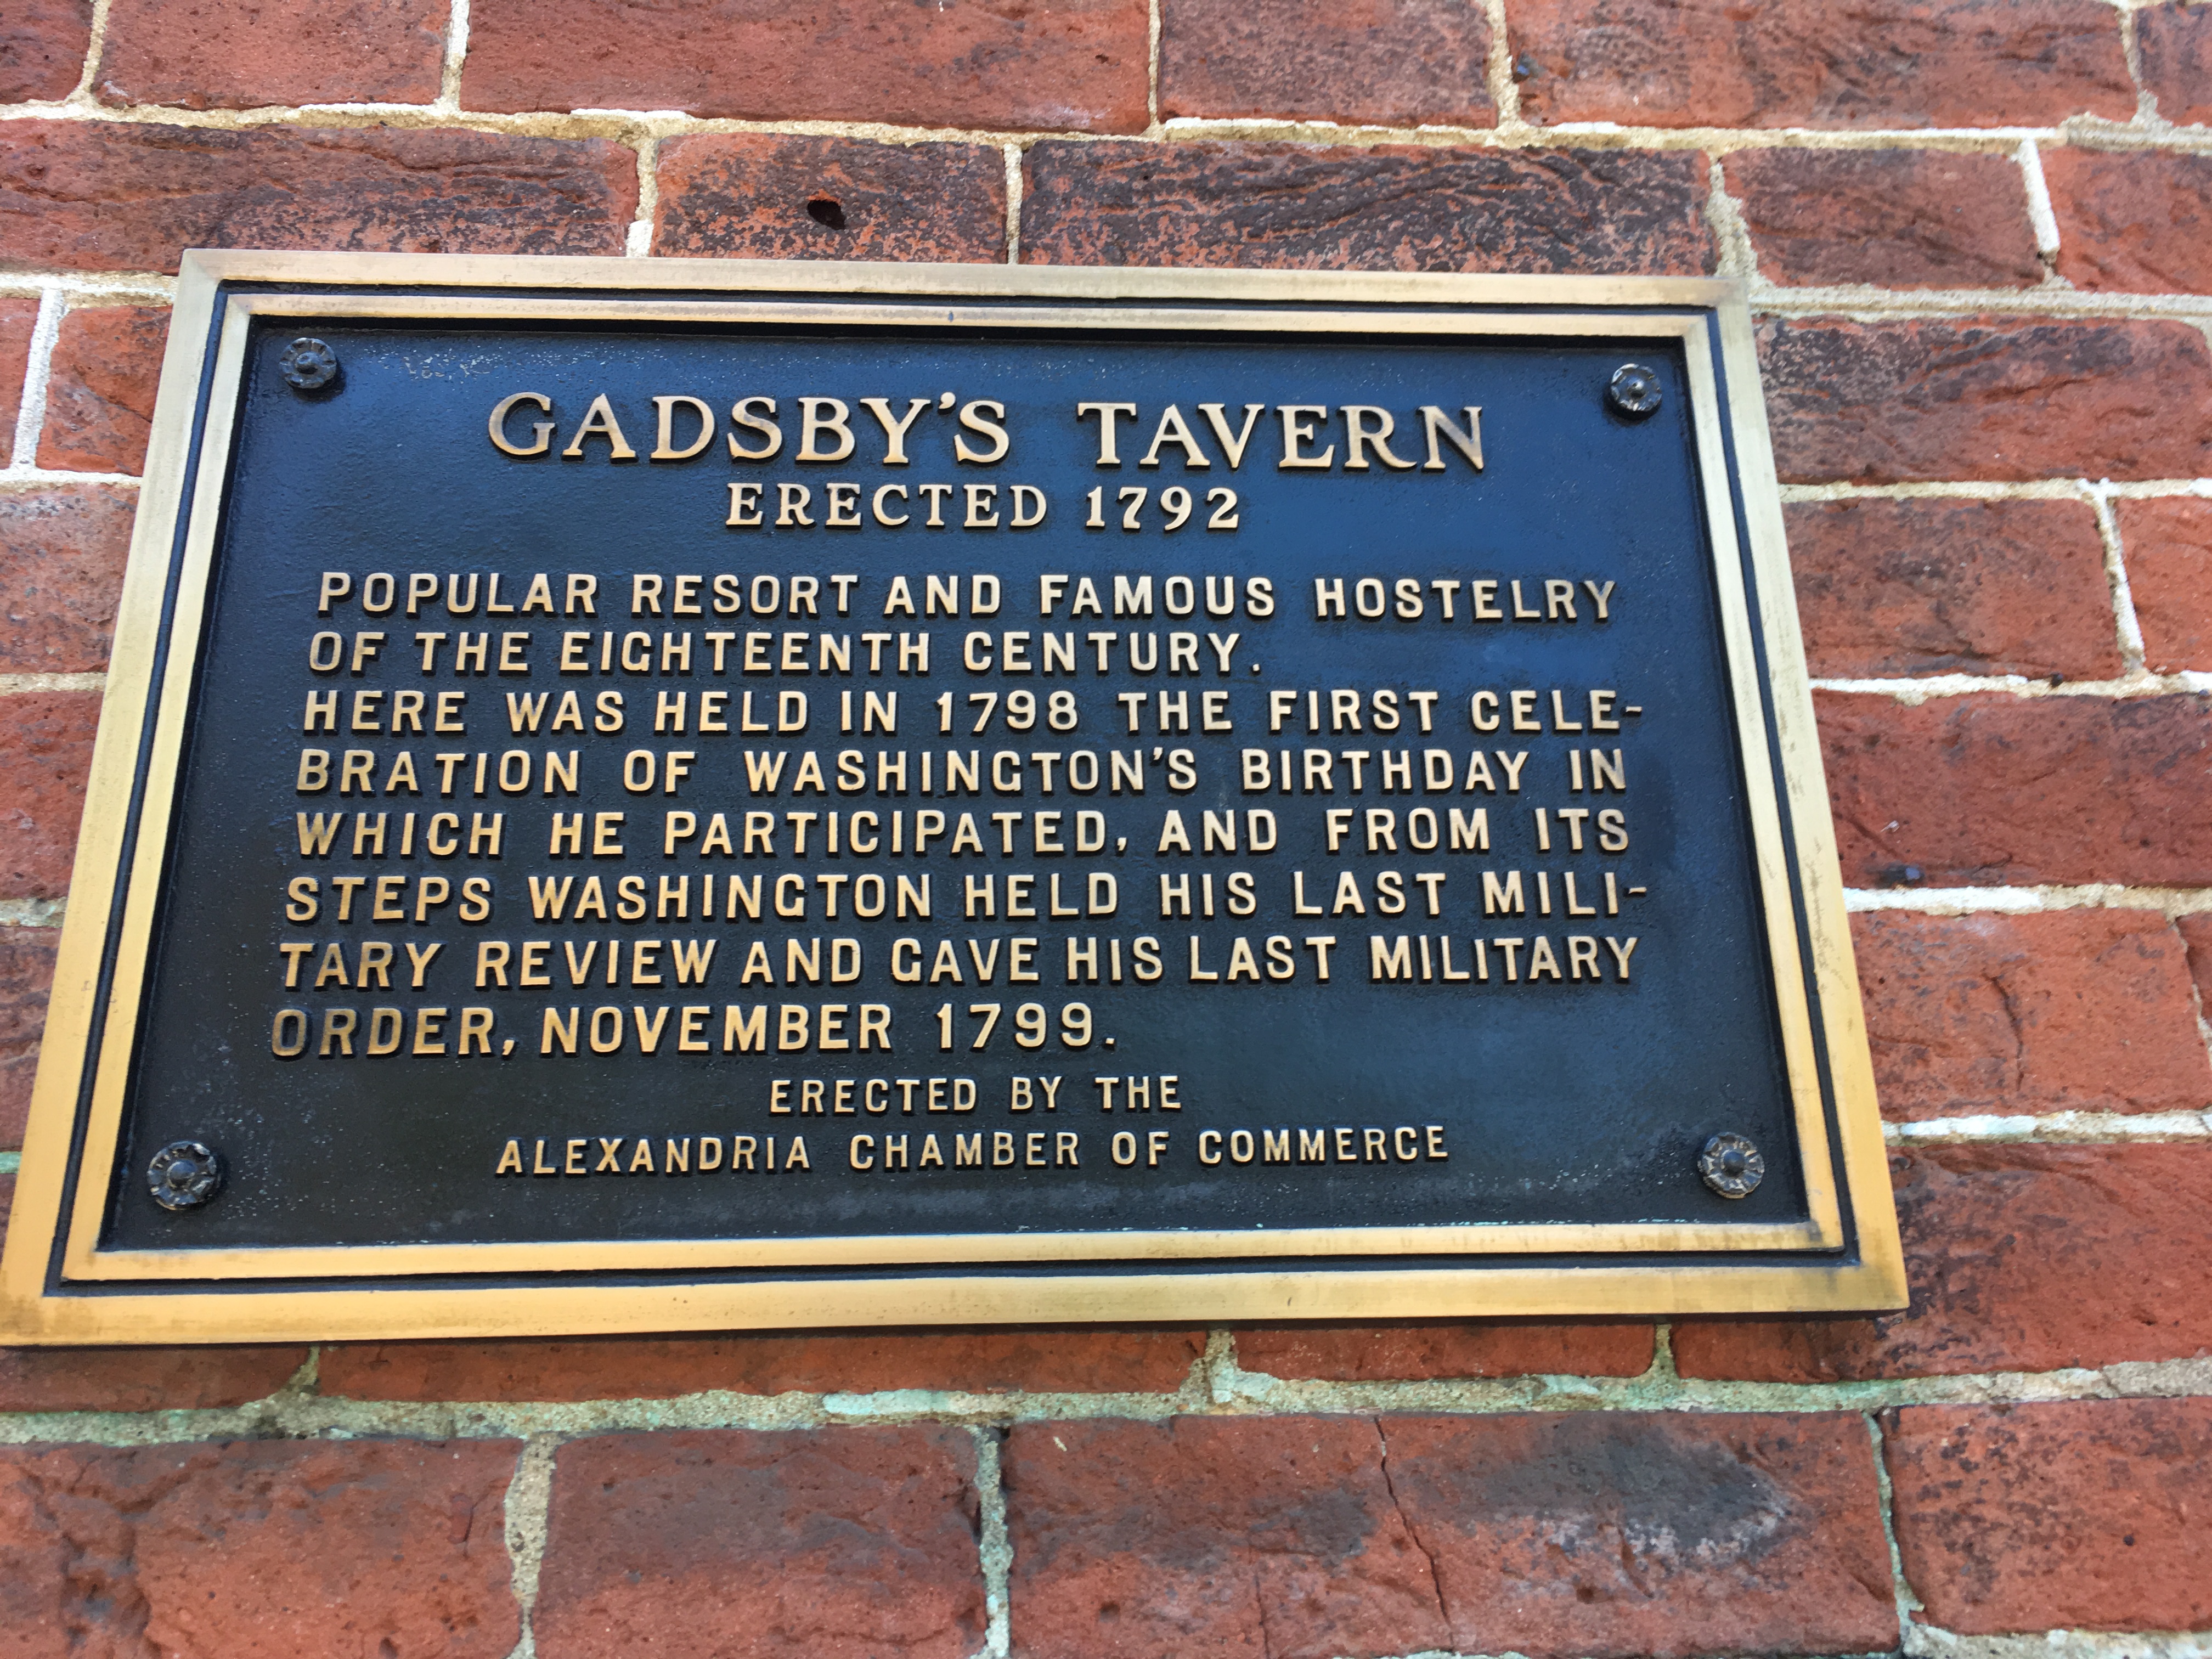 GADSBY'S TAVERN
ERECTED 1792
POPULAR RESORT AND FAMOUS HOSTELRY
OF THE EIGHTEENTH CENTURY.
HERE WAS HELD IN 1798 THE FIRST CELE-
BRATION OF WASHINGTON'S BIRTHDAY IN
WHICH HE PARTICIPATED, AND FROM ITS
STEPS WASHINGTON HELD HIS LAST MILI-
TARY REVIEW AND GAVE HIS LAST MILITARY
ORDER, NOVEMBER 1799.
ERECTED BY THE
ALEXANDRIA CHAMBER OF COMMERCE